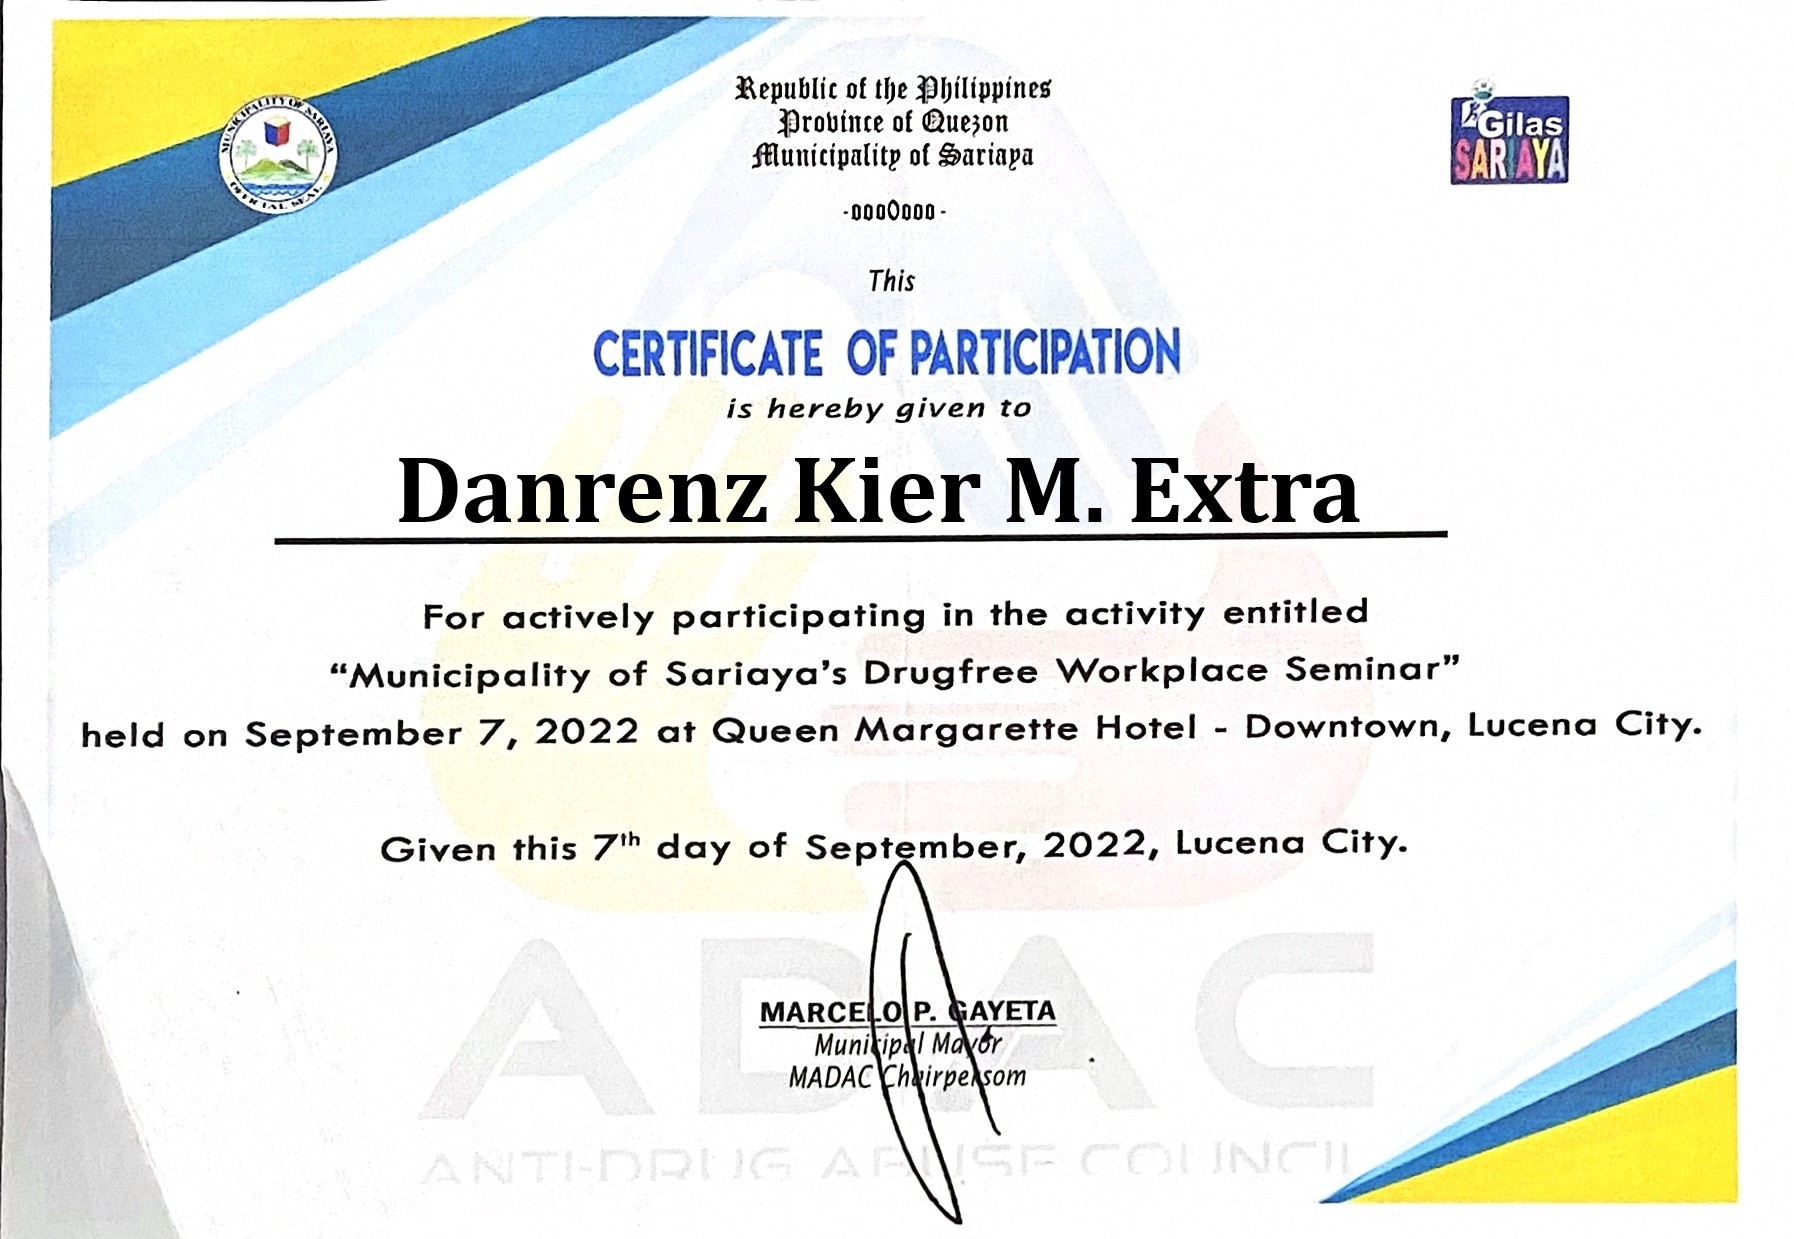 Republic of the Philippines
Province of Quezon
Municipality of Sariaya
MUNICIPALITY OF SARIAYA
OFFICIAL SEAL
Gilas
SARIAYA
-oooOooo-
This
CERTIFICATE OF PARTICIPATION
is hereby given to
Danrenz Kier M. Extra
For actively participating in the activity entitled
“Municipality of Sariaya’s Drugfree Workplace Seminar”
held on September 7, 2022 at Queen Margarette Hotel - Downtown, Lucena City.
Given this 7th day of September, 2022, Lucena City.
MARCELO P. GAYETA
Municipal Mayor
MADAC Chairpersom
ADAC
ANTI-DRUG ABUSE COUNCIL